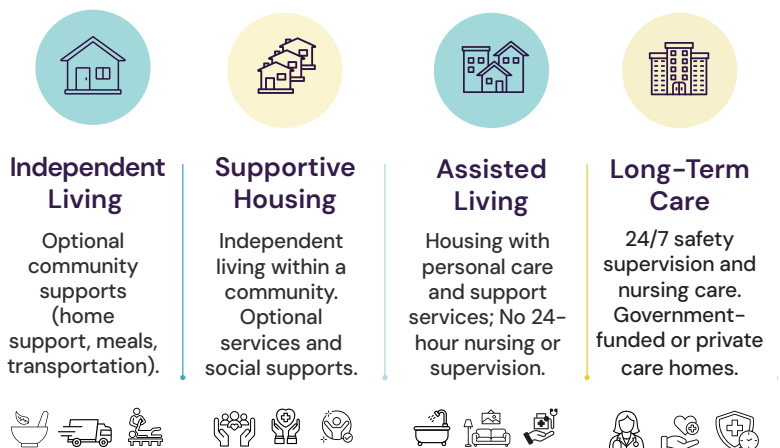 Independent
Living
Optional
community
supports
(home
support, meals,
transportation).
Supportive
Housing
Independent
living within a
community.
Optional
services and
social supports.
Assisted
Living
Housing with
personal care
and support
services; No 24-
hour nursing or
supervision.
Long-Term
Care
24/7 safety
supervision and
nursing care.
Government-
funded or private
care homes.